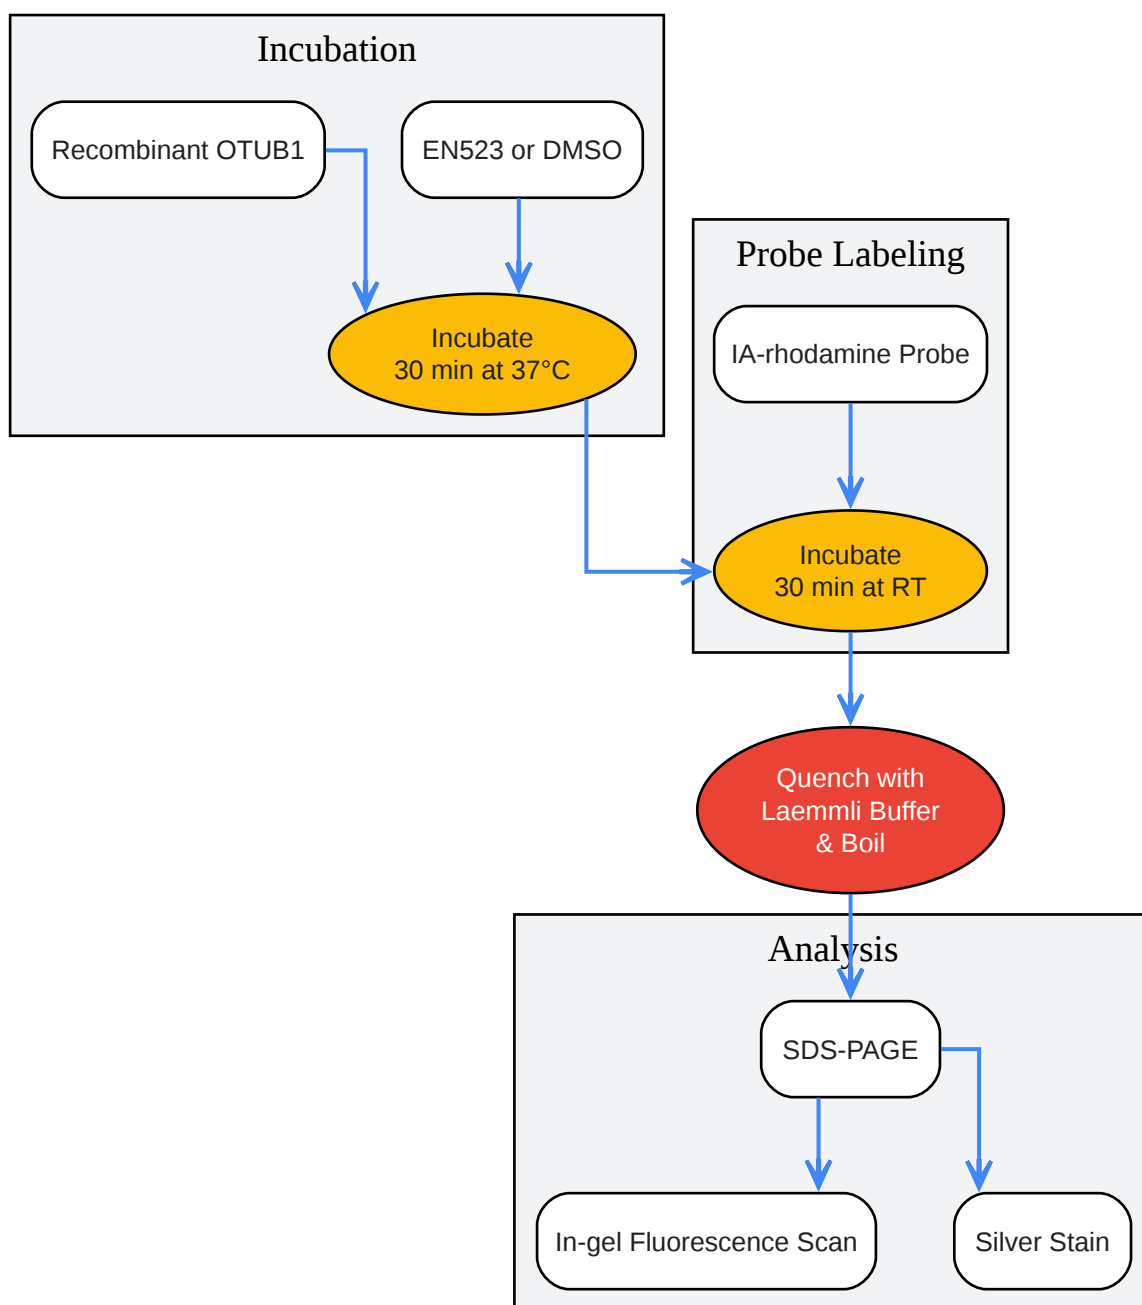 Incubation
Recombinant OTUB1
EN523 or DMSO
Incubate
30 min at 37°C
Probe Labeling
IA-rhodamine Probe
Incubate
30 min at RT
Quench with
Laemmli Buffer
& Boil
Analysis
SDS-PAGE
In-gel Fluorescence Scan
Silver Stain